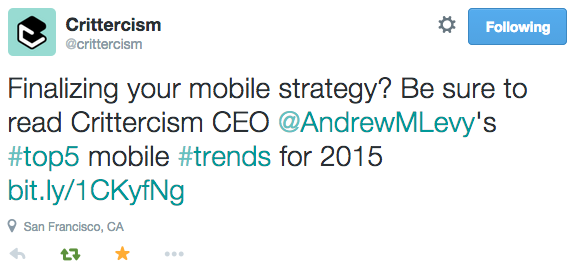 Crittercism
@crittercism
Following
Finalizing your mobile strategy? Be sure to
read Crittercism CEO @AndrewMLevy's
#top5 mobile #trends for 2015
bit.ly/1CKyfNg
San Francisco, CA